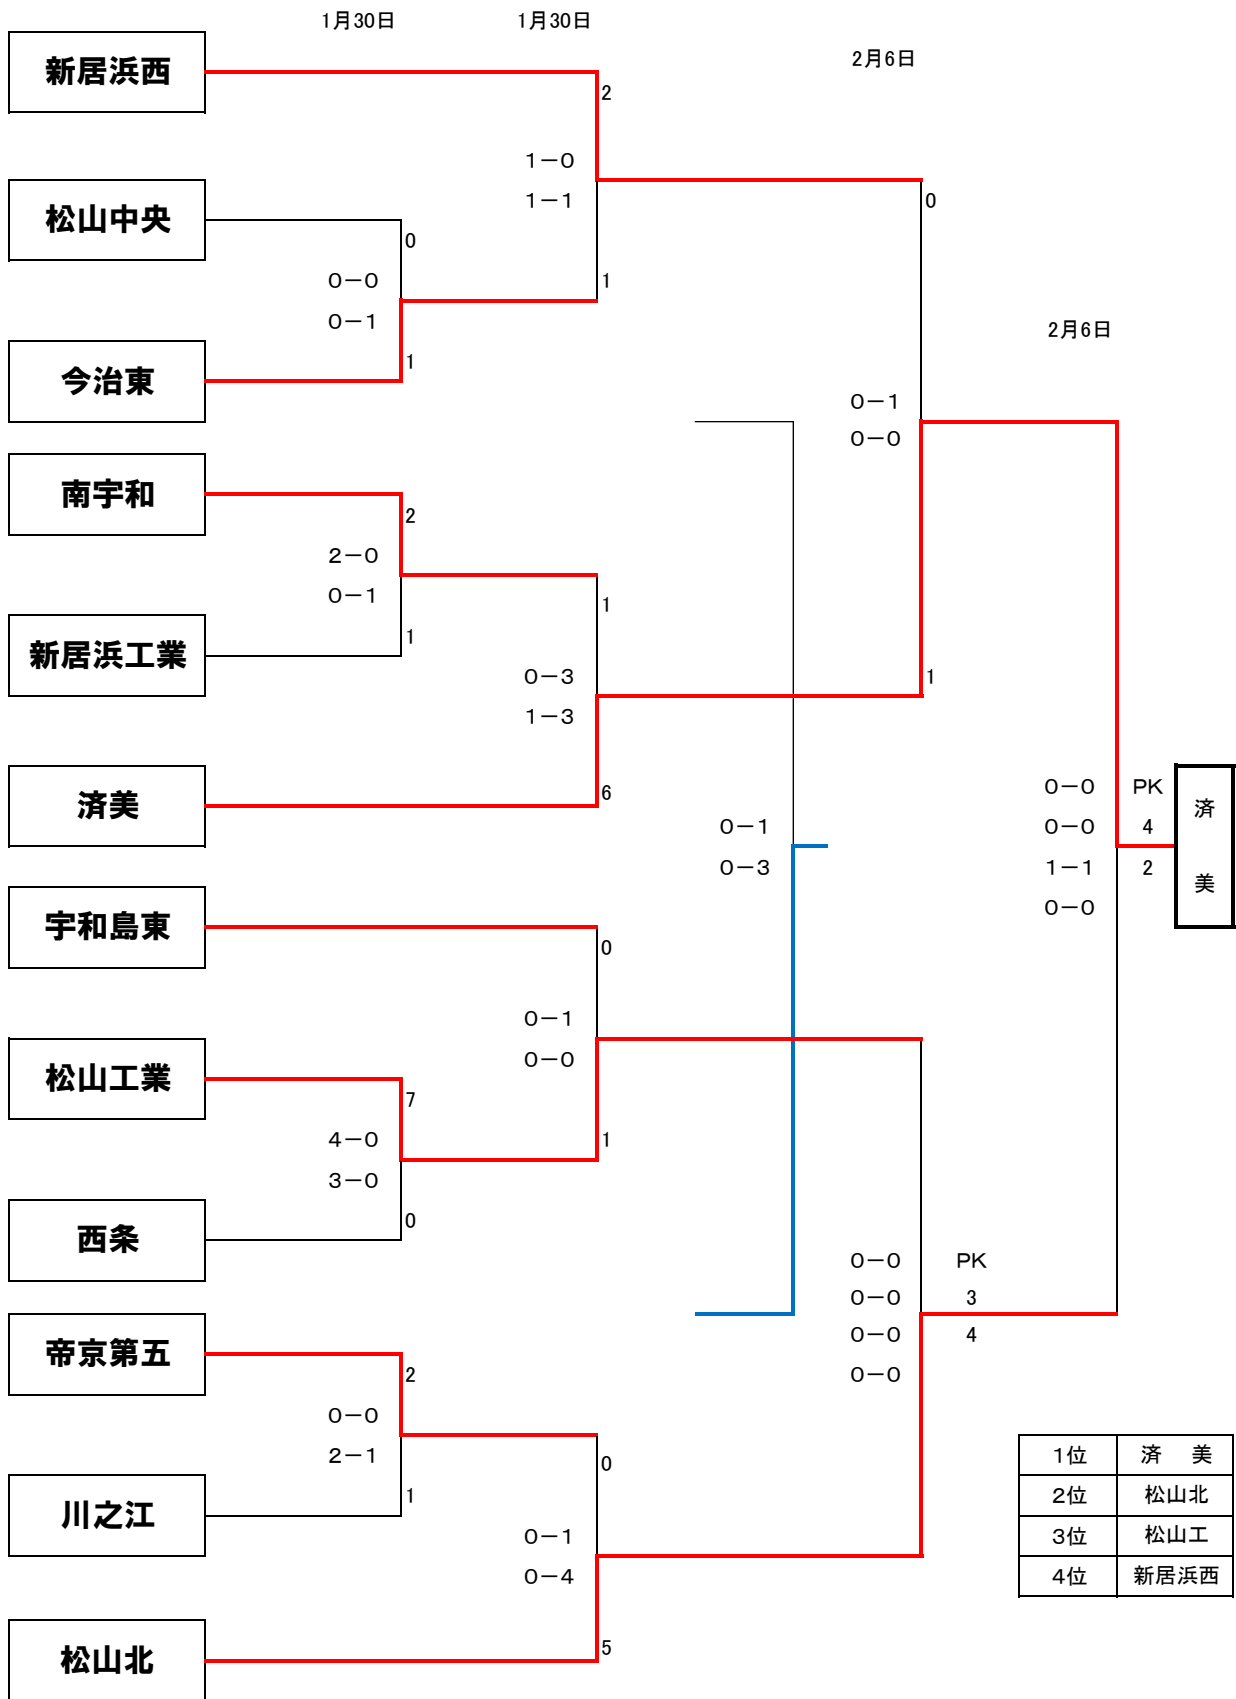 1月30日
1月30日
2月6日
新居浜西
2
1-0
1-1
松山中央
0
0
0-0
1
0-1
2月6日
今治東
1
0-1
0-0
南宇和
2
2-0
0-1
1
新居浜工業
1
0-3
1
1-3
済美
6
0-0 PK
済
0-1
0-0 4
0-3
1-1 2
美
0-0
宇和島東
0
0-1
0-0
松山工業
7
4-0
1
3-0
西条
0
0-0 PK
0-0 3
0-0 4
0-0
帝京第五
2
0-0
2-1
0
1位 済 美
川之江
1
2位 松山北
0-1
3位 松山工
0-4
4位 新居浜西
松山北
5